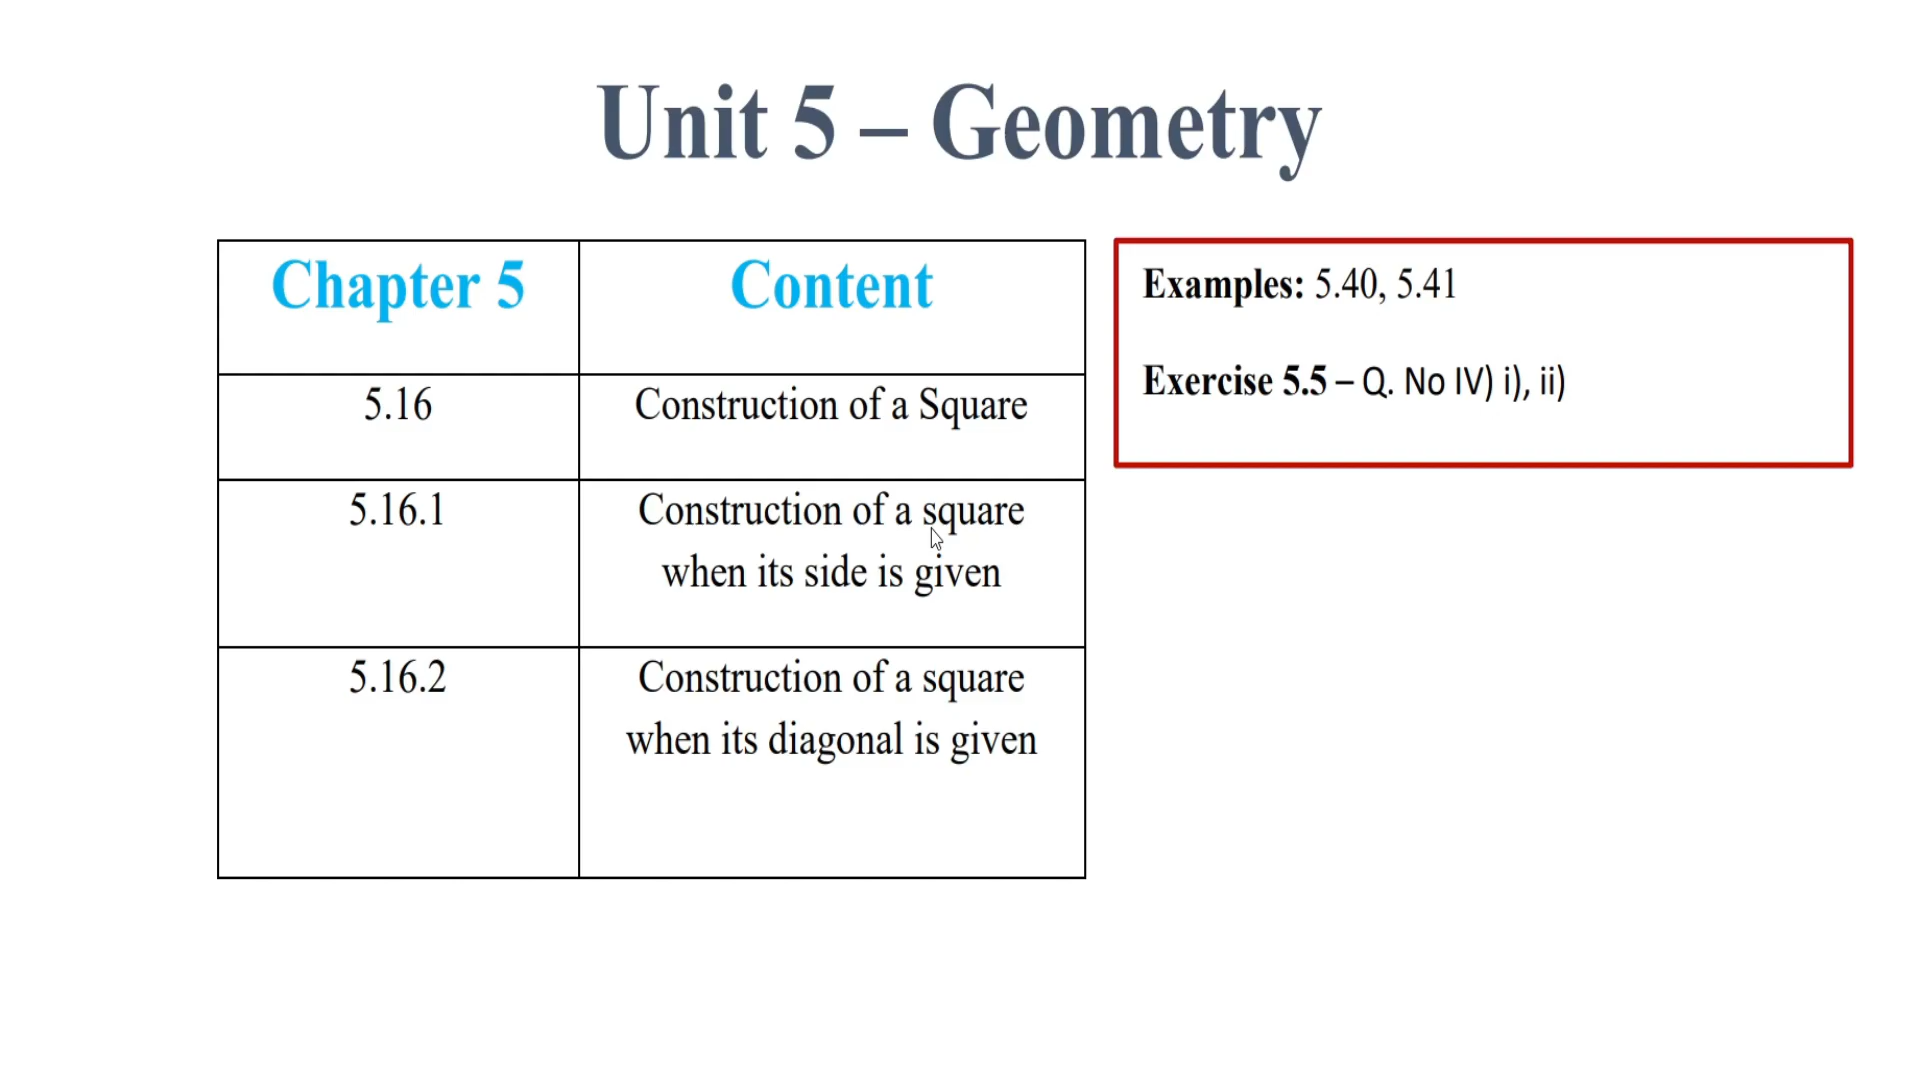 Unit 5 – Geometry
Chapter 5
Content
5.16
Construction of a Square
5.16.1
Construction of a square
when its side is given
5.16.2
Construction of a square
when its diagonal is given
Examples: 5.40, 5.41
Exercise 5.5 – Q. No IV) i), ii)